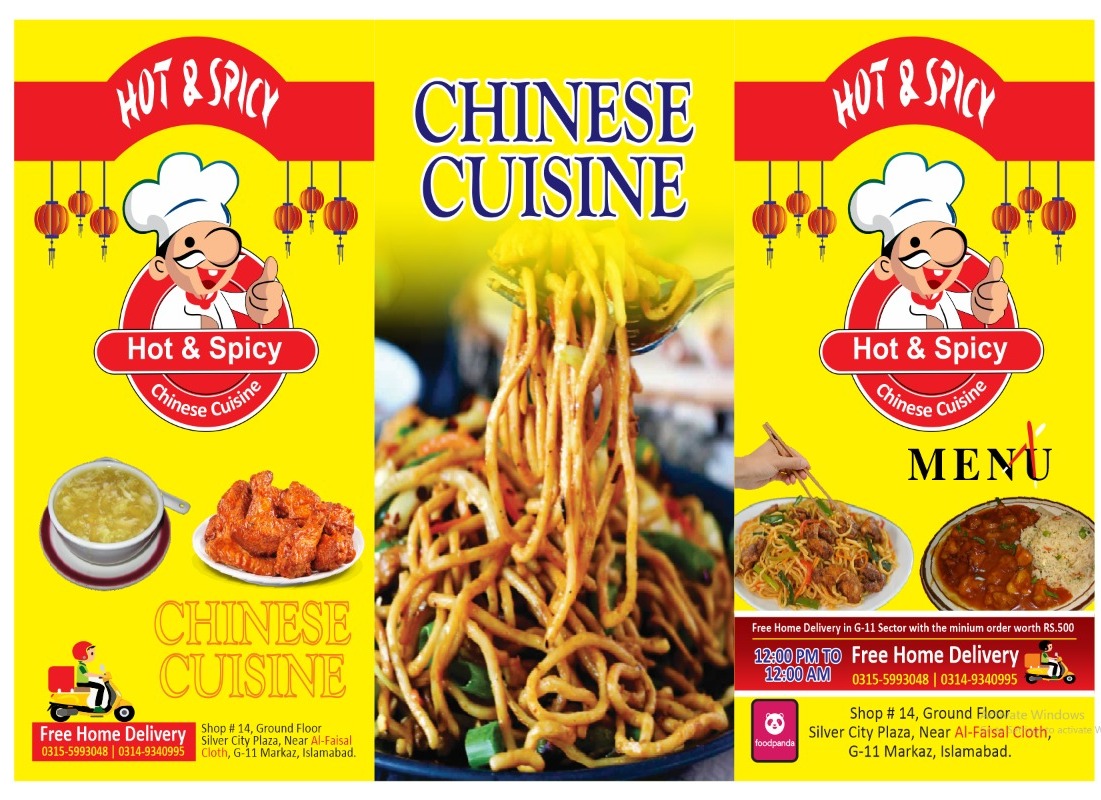 HOT & SPICY
Hot & Spicy
Chinese Cuisine
CHINESE
CUISINE
Free Home Delivery
0315-5993048 | 0314-9340995
Shop # 14, Ground Floor
Silver City Plaza, Near Al-Faisal
Cloth, G-11 Markaz, Islamabad.
CHINESE
CUISINE
HOT & SPICY
Hot & Spicy
Chinese Cuisine
MENU
Free Home Delivery in G-11 Sector with the minium order worth RS.500
12:00 PM TO
12:00 AM
Free Home Delivery
0315-5993048 | 0314-9340995
foodpanda
Shop # 14, Ground Floor
Silver City Plaza, Near Al-Faisal Cloth,
G-11 Markaz, Islamabad.